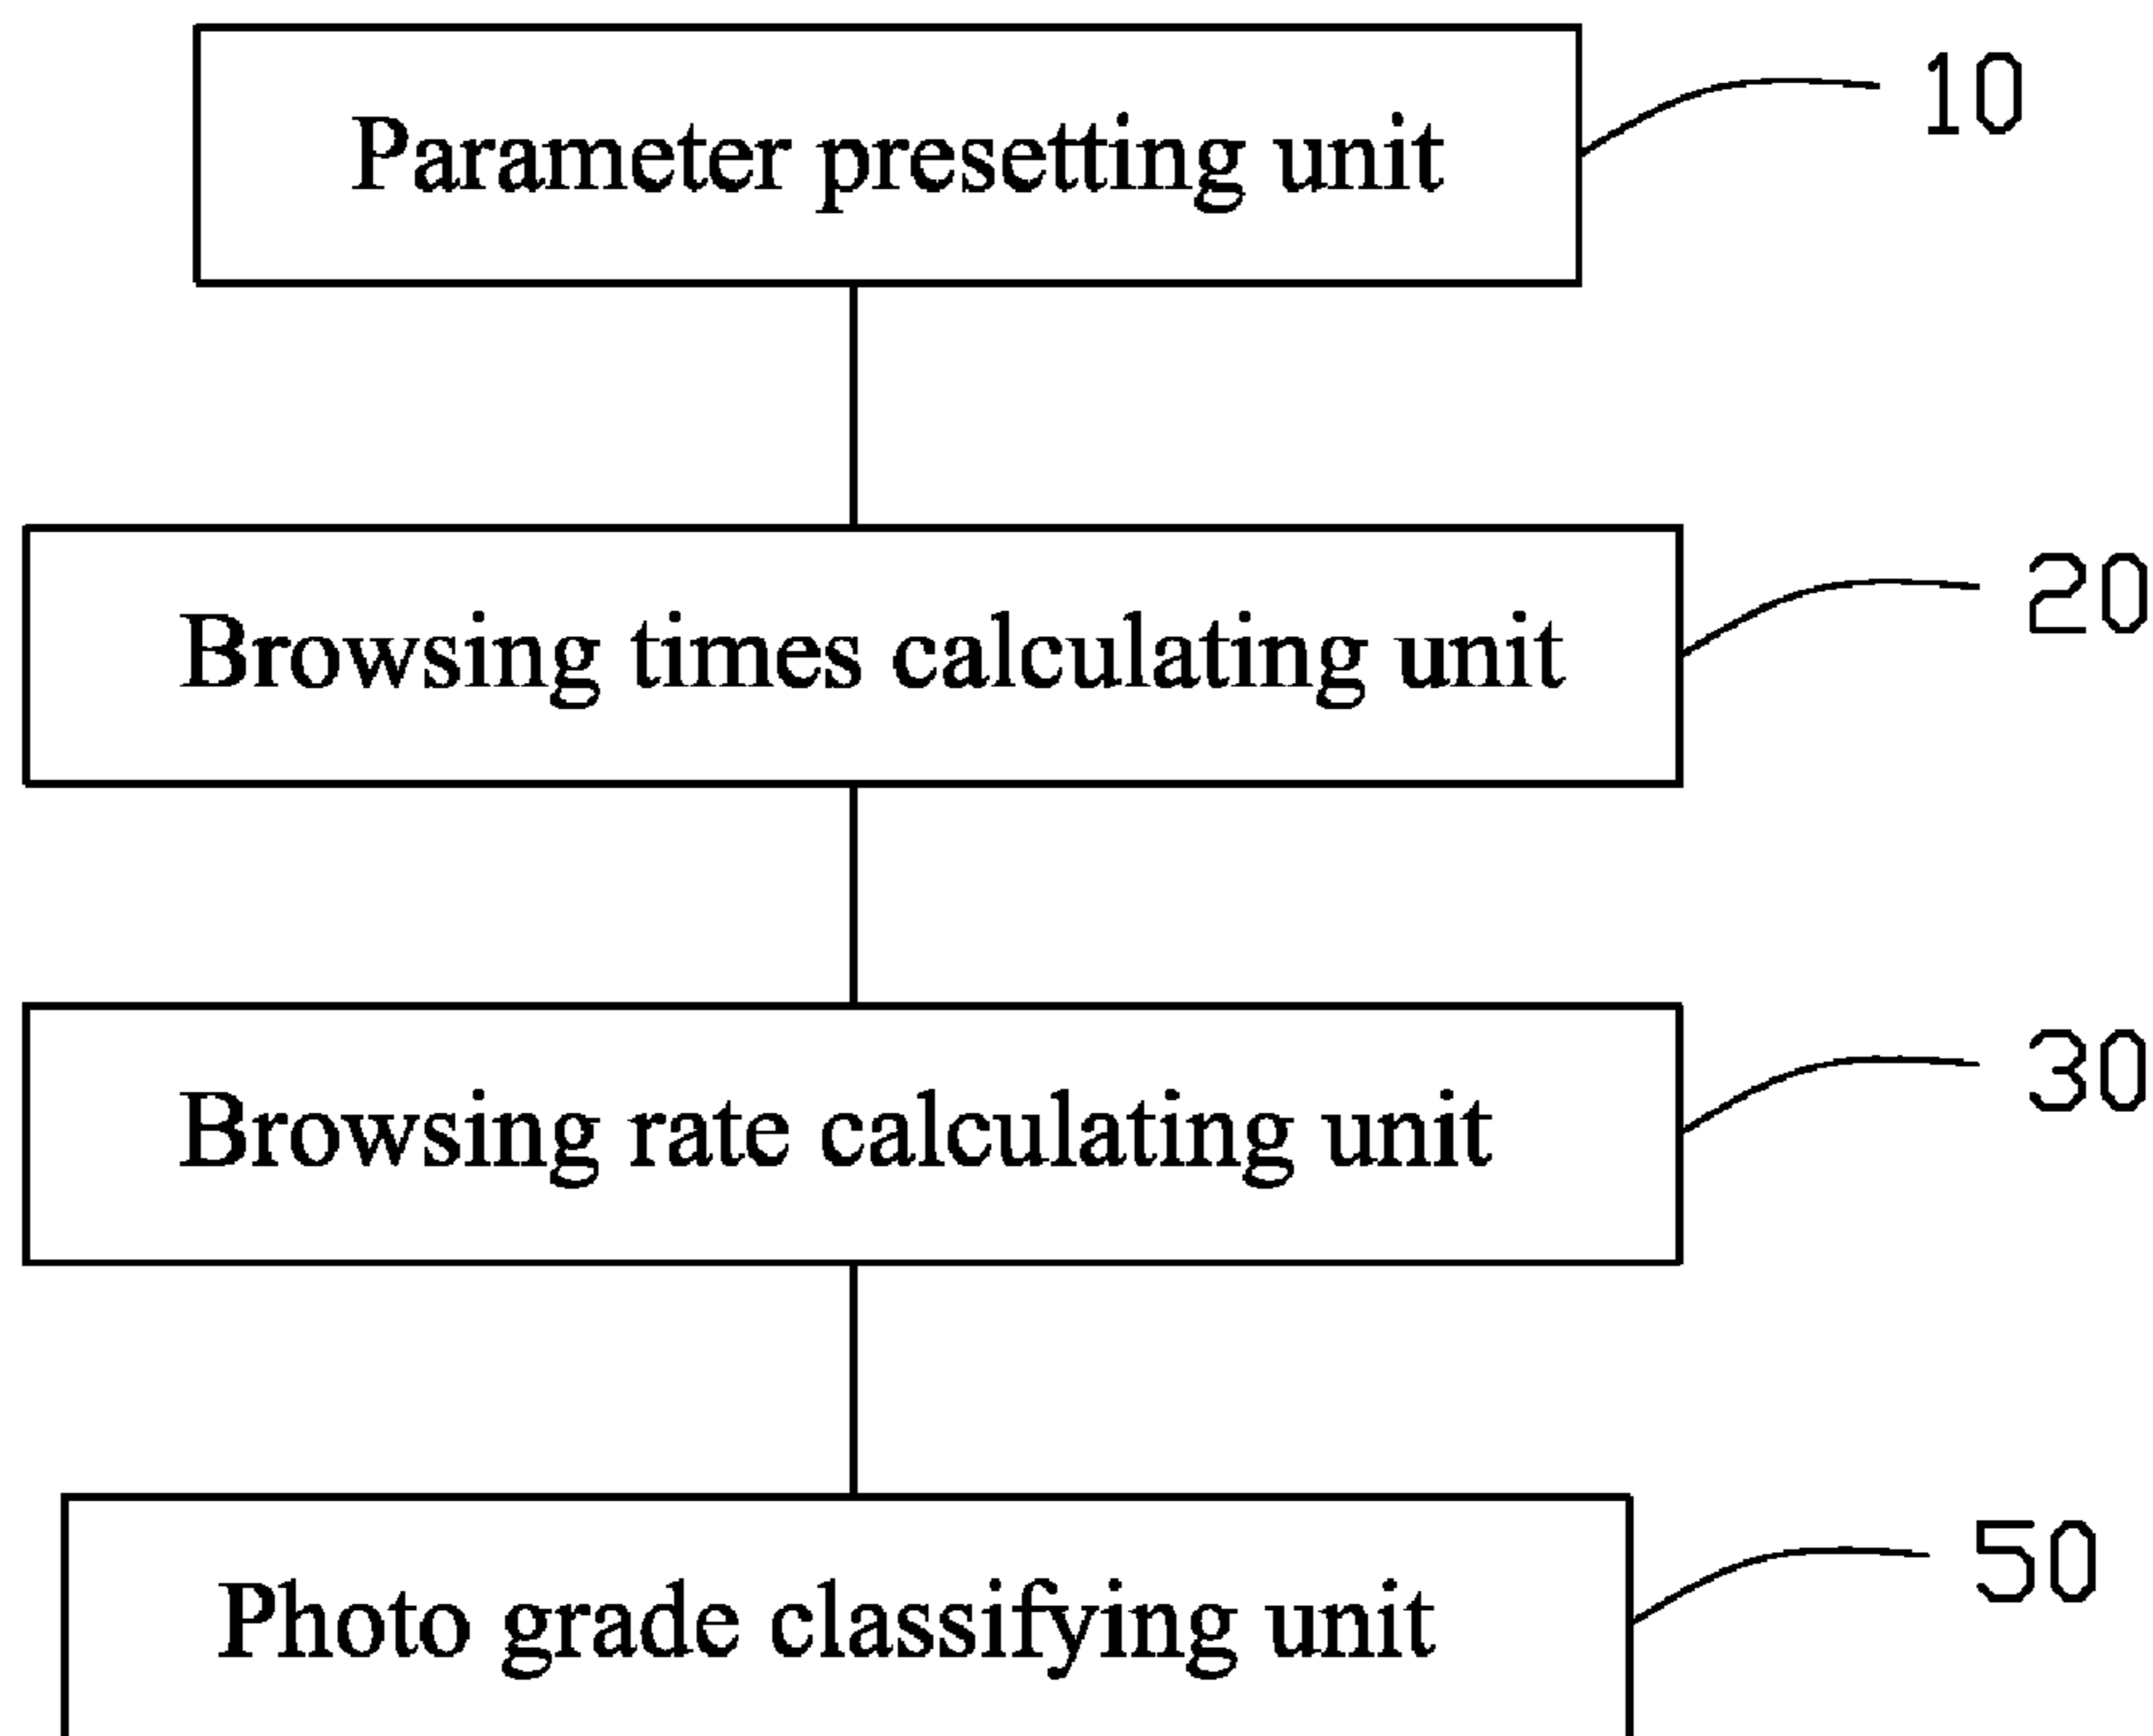 Parameter presetting unit
10
Browsing times calculating unit
20
Browsing rate calculating unit
30
Photo grade classifying unit
50